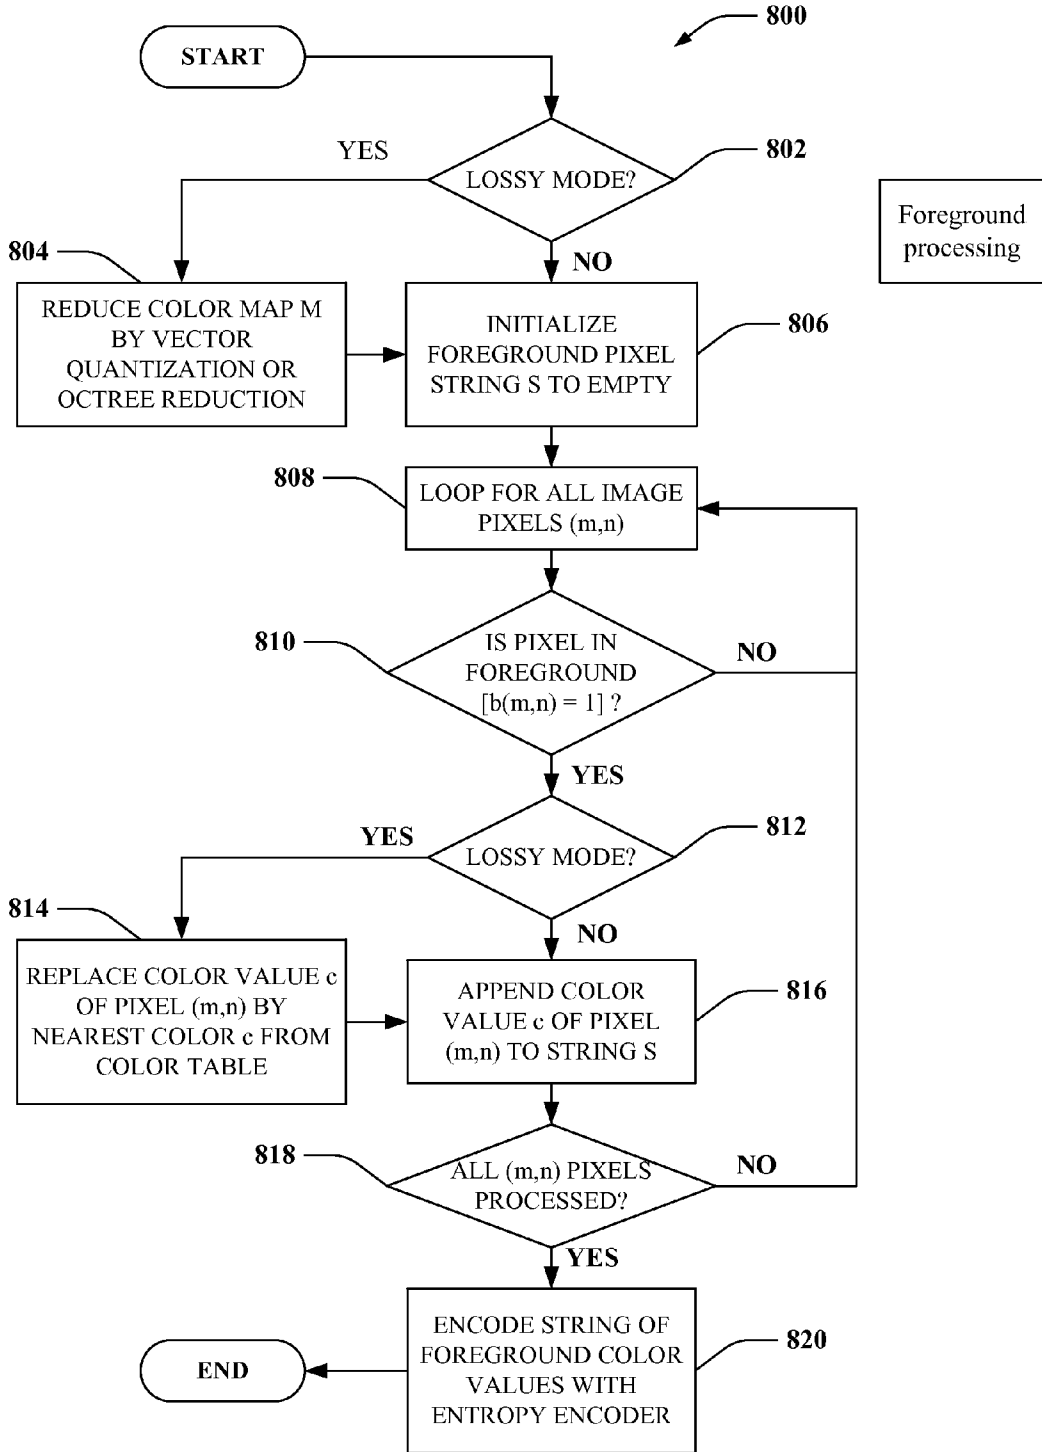 800
START
YES
LOSSY MODE?
802
NO
Foreground
processing
804
REDUCE COLOR MAP M
BY VECTOR
QUANTIZATION OR
OCTREE REDUCTION
INITIALIZE
FOREGROUND PIXEL
STRING S TO EMPTY
806
808
LOOP FOR ALL IMAGE
PIXELS (m,n)
810
IS PIXEL IN
FOREGROUND
[b(m,n) = 1] ?
NO
YES
YES
LOSSY MODE?
812
NO
814
REPLACE COLOR VALUE c
OF PIXEL (m,n) BY
NEAREST COLOR c FROM
COLOR TABLE
APPEND COLOR
VALUE c OF PIXEL
(m,n) TO STRING S
816
818
ALL (m,n) PIXELS
PROCESSED?
NO
YES
ENCODE STRING OF
FOREGROUND COLOR
VALUES WITH
ENTROPY ENCODER
820
END